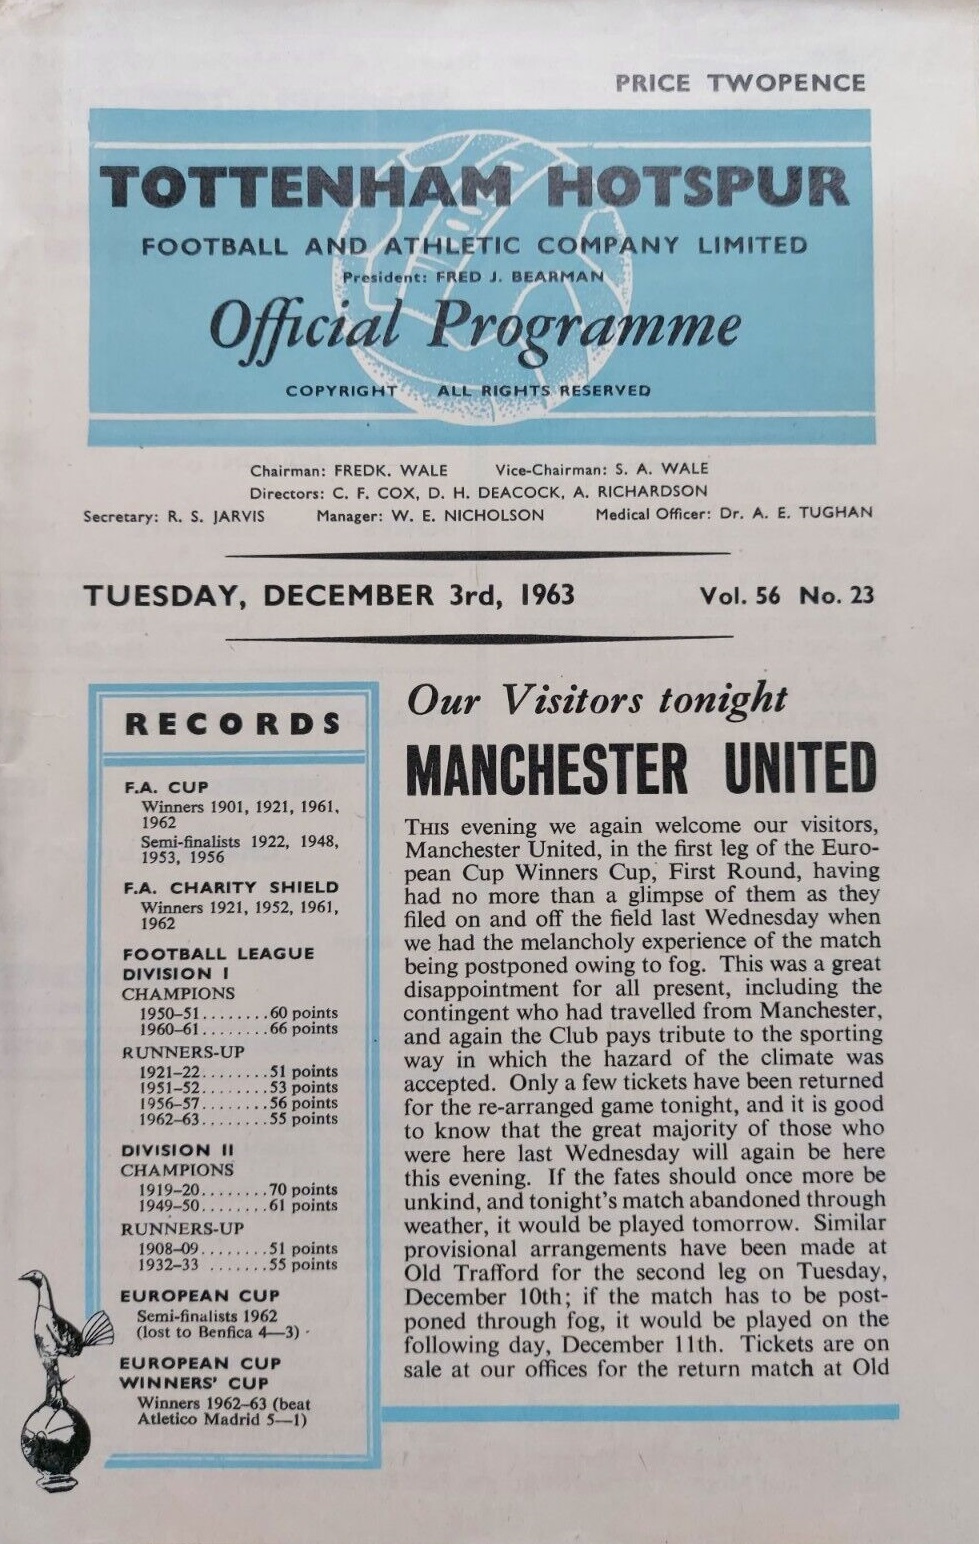 PRICE TWOPENCE
TOTTENHAM HOTSPUR
FOOTBALL AND ATHLETIC COMPANY LIMITED
President: FRED J. BEARMAN
Official Programme
COPYRIGHT ALL RIGHTS RESERVED
Chairman: FREDK. WALE Vice-Chairman: S. A. WALE
Directors: C. F. COX, D. H. DEACOCK, A. RICHARDSON
Secretary: R. S. JARVIS Manager: W. E. NICHOLSON Medical Officer: Dr. A. E. TUGHAN
TUESDAY, DECEMBER 3rd, 1963 Vol. 56 No. 23
RECORDS
F.A. CUP
Winners 1901, 1921, 1961,
1962
Semi-finalists 1922, 1948,
1953, 1956
F.A. CHARITY SHIELD
Winners 1921, 1952, 1961,
1962
FOOTBALL LEAGUE
DIVISION I
CHAMPIONS
1950–51........60 points
1960–61........66 points
RUNNERS-UP
1921–22........51 points
1951–52........53 points
1956–57........56 points
1962–63........55 points
DIVISION II
CHAMPIONS
1919–20........70 points
1949–50........61 points
RUNNERS-UP
1908–09........51 points
1932–33 .......55 points
EUROPEAN CUP
Semi-finalists 1962
(lost to Benfica 4—3)
EUROPEAN CUP
WINNERS' CUP
Winners 1962–63 (beat
Atletico Madrid 5—1)
Our Visitors tonight
MANCHESTER UNITED
THIS evening we again welcome our visitors,
Manchester United, in the first leg of the Euro-
pean Cup Winners Cup, First Round, having
had no more than a glimpse of them as they
filed on and off the field last Wednesday when
we had the melancholy experience of the match
being postponed owing to fog. This was a great
disappointment for all present, including the
contingent who had travelled from Manchester,
and again the Club pays tribute to the sporting
way in which the hazard of the climate was
accepted. Only a few tickets have been returned
for the re-arranged game tonight, and it is good
to know that the great majority of those who
were here last Wednesday will again be here
this evening. If the fates should once more be
unkind, and tonight's match abandoned through
weather, it would be played tomorrow. Similar
provisional arrangements have been made at
Old Trafford for the second leg on Tuesday,
December 10th; if the match has to be post-
poned through fog, it would be played on the
following day, December 11th. Tickets are on
sale at our offices for the return match at Old